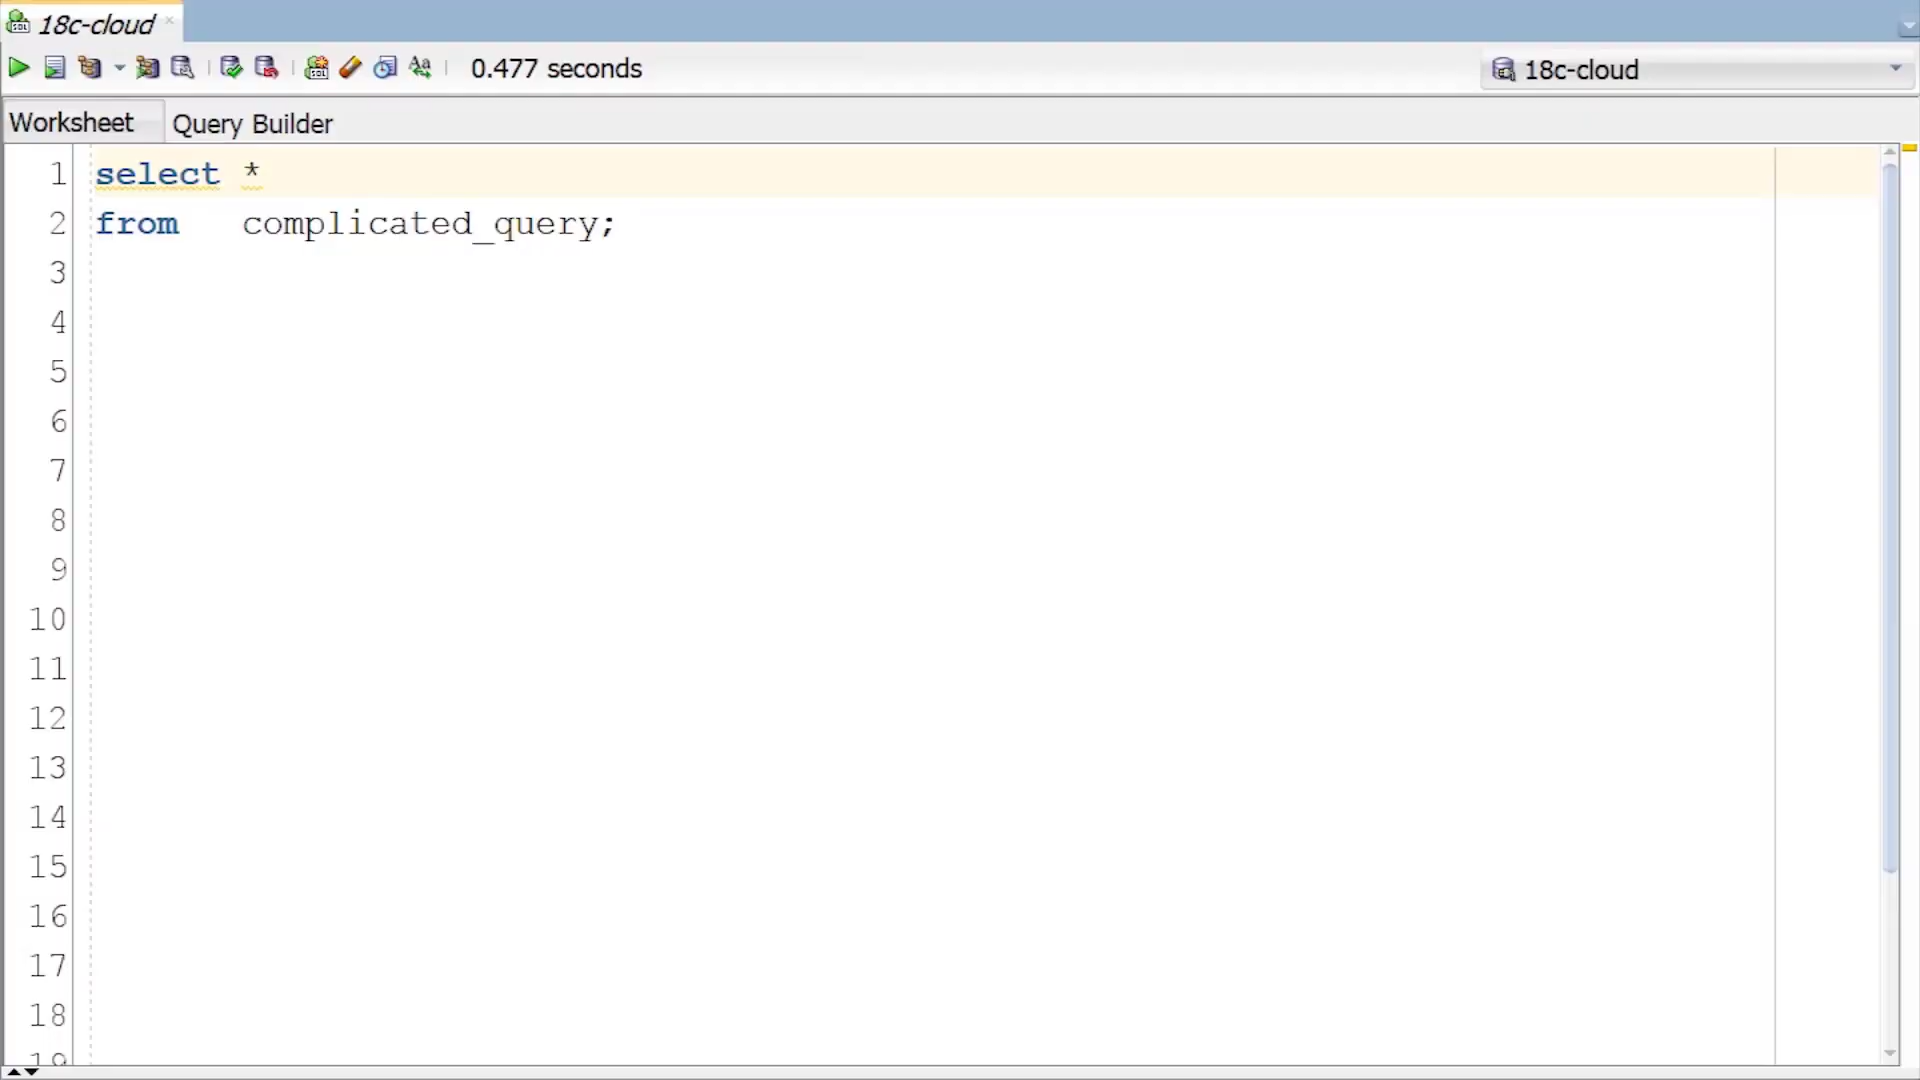 18c-cloud
0.477 seconds
18c-cloud
Worksheet
Query Builder
1 select *
2 from   complicated_query;
3
4
5
6
7
8
9
10
11
12
13
14
15
16
17
18
19